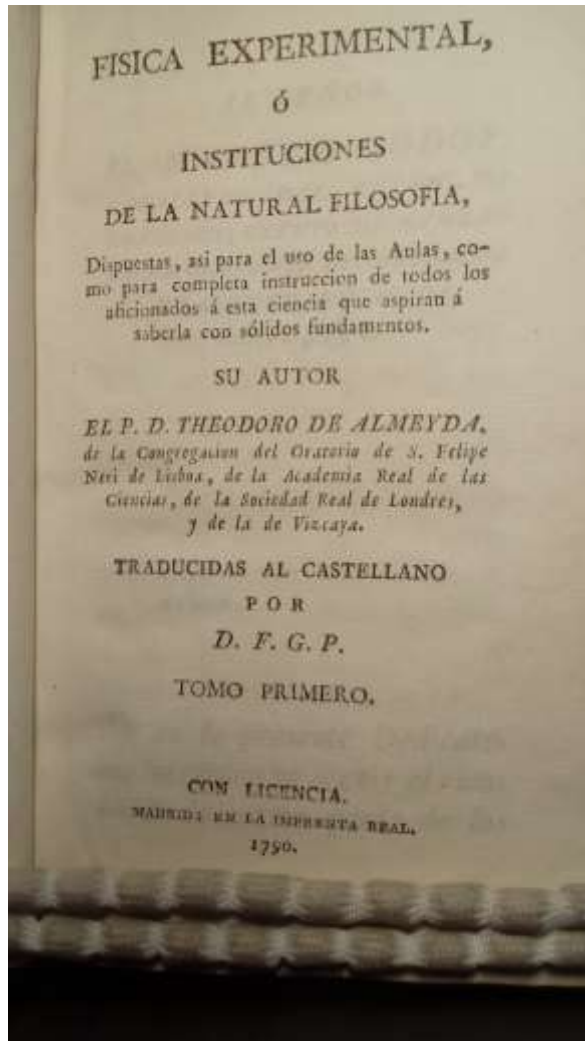 FISICA EXPERIMENTAL,
ó
INSTITUCIONES
DE LA NATURAL FILOSOFIA,
Dispuestas, asi para el uso de las Aulas, co-
mo para completa instruccion de todos los
aficionados á esta ciencia que aspiran á
saberla con sólidos fundamentos.
SU AUTOR
EL P. D. THEODORO DE ALMEYDA,
de la Congregacion del Oratorio de S. Felipe
Neri de Lisboa, de la Academia Real de las
Ciencias, de la Sociedad Real de Londres,
y de la de Vizcaya.
TRADUCIDAS AL CASTELLANO
POR
D. F. G. P.
TOMO PRIMERO.
CON LICENCIA.
MADRID: EN LA IMPRENTA REAL.
1790.